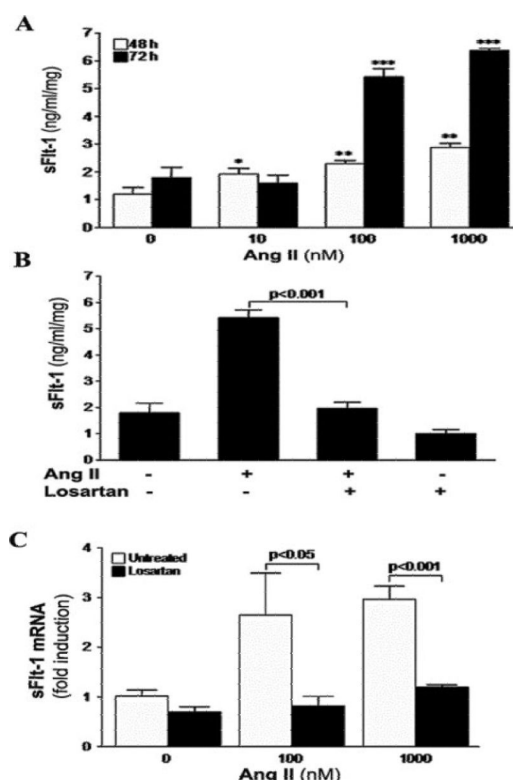 A
48 h
72 h
sFlt-1 (ng/ml/mg)
7
6
5
4
3
2
1
0
*
**
***
**
***
0 10 100 1000
Ang II (nM)
B
sFlt-1 (ng/ml/mg)
7
6
5
4
3
2
1
0
p<0.001
Ang II - + + -
Losartan - - + +
C
Untreated
Losartan
sFlt-1 mRNA
(fold induction)
4
3
2
1
0
p<0.05
p<0.001
0 100 1000
Ang II (nM)